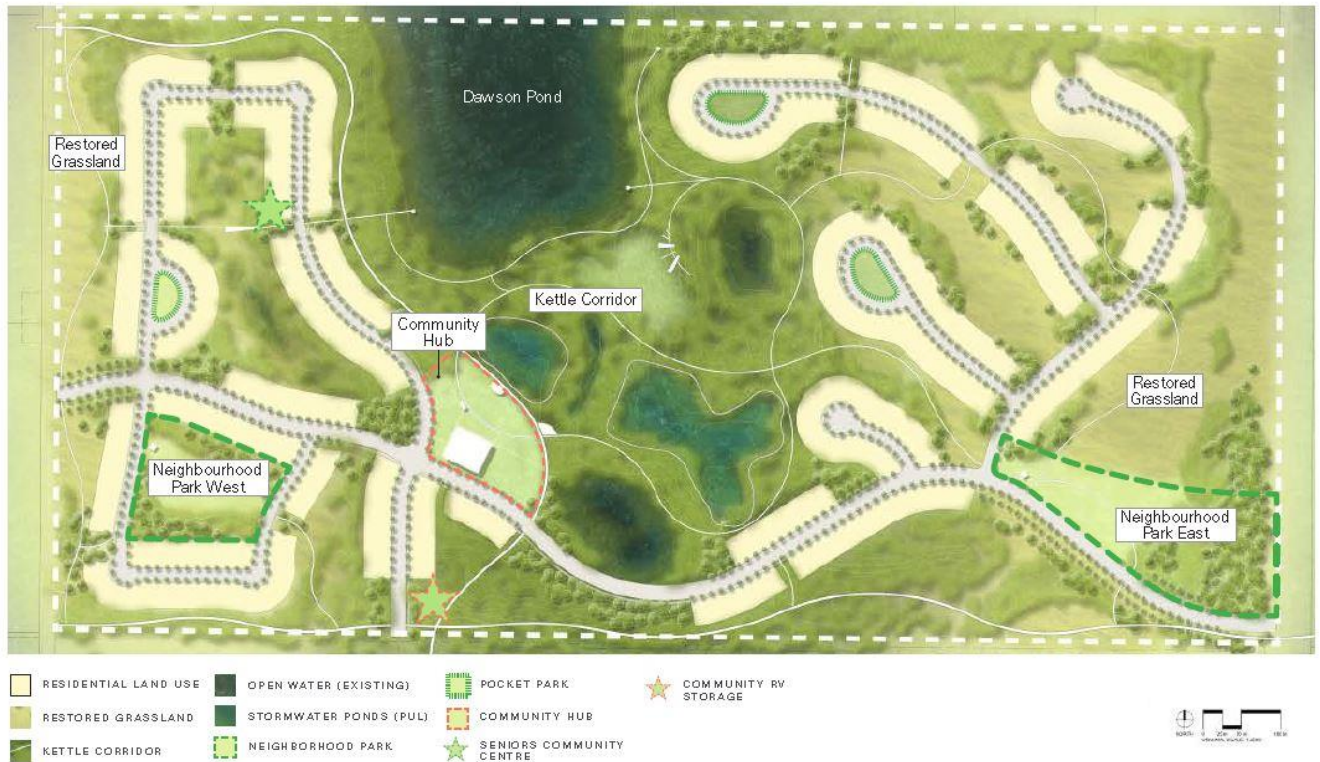 Dawson Pond
Restored
Grassland
Kettle Corridor
Community
Hub
Restored
Grassland
Neighbourhood
Park West
Neighbourhood
Park East
RESIDENTIAL LAND USE
RESTORED GRASSLAND
KETTLE CORRIDOR
OPEN WATER (EXISTING)
STORMWATER PONDS (PUL)
NEIGHBORHOOD PARK
POCKET PARK
COMMUNITY HUB
SENIORS COMMUNITY
CENTRE
COMMUNITY RV
STORAGE
NORTH
0